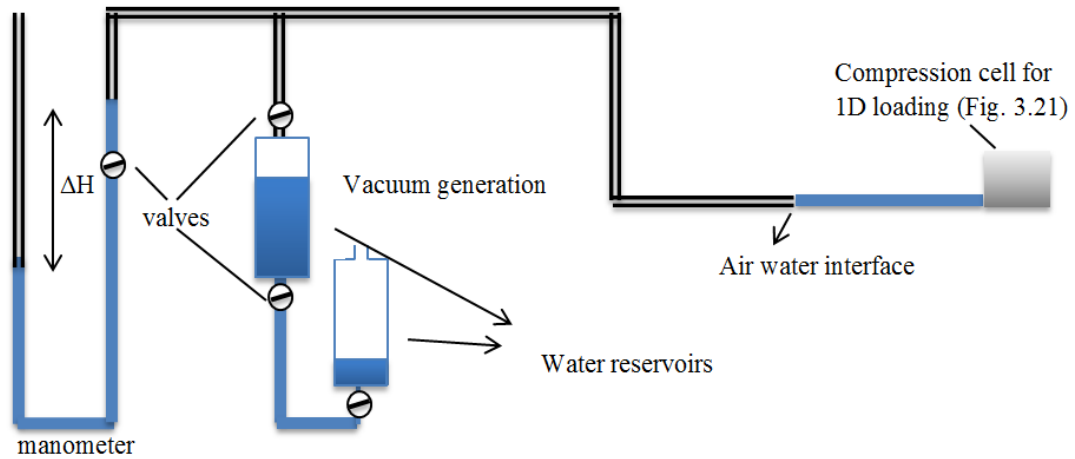 Compression cell for
1D loading (Fig. 3.21)
ΔH
valves
Vacuum generation
Air water interface
Water reservoirs
manometer